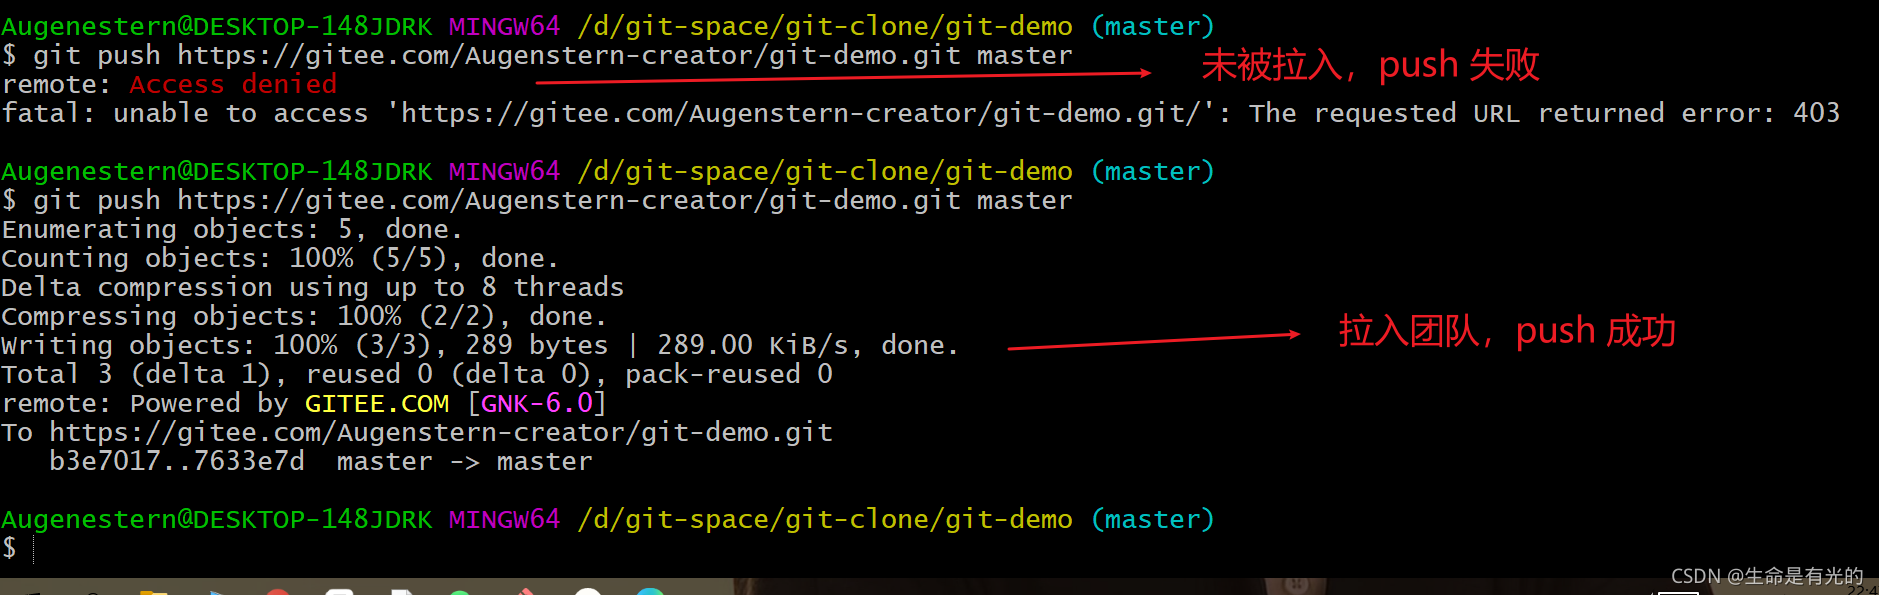 Augenestern@DESKTOP-148JDRK MINGW64 /d/git-space/git-clone/git-demo (master)
$ git push https://gitee.com/Augenstern-creator/git-demo.git master
未被拉入，push 失败
remote: Access denied
fatal: unable to access 'https://gitee.com/Augenstern-creator/git-demo.git/': The requested URL returned error: 403
Augenestern@DESKTOP-148JDRK MINGW64 /d/git-space/git-clone/git-demo (master)
$ git push https://gitee.com/Augenstern-creator/git-demo.git master
Enumerating objects: 5, done.
Counting objects: 100% (5/5), done.
Delta compression using up to 8 threads
Compressing objects: 100% (2/2), done.
拉入团队，push 成功
Writing objects: 100% (3/3), 289 bytes | 289.00 KiB/s, done.
Total 3 (delta 1), reused 0 (delta 0), pack-reused 0
remote: Powered by GITEE.COM [GNK-6.0]
To https://gitee.com/Augenstern-creator/git-demo.git
b3e7017..7633e7d  master -> master
Augenestern@DESKTOP-148JDRK MINGW64 /d/git-space/git-clone/git-demo (master)
$
CSDN @生命是有光的